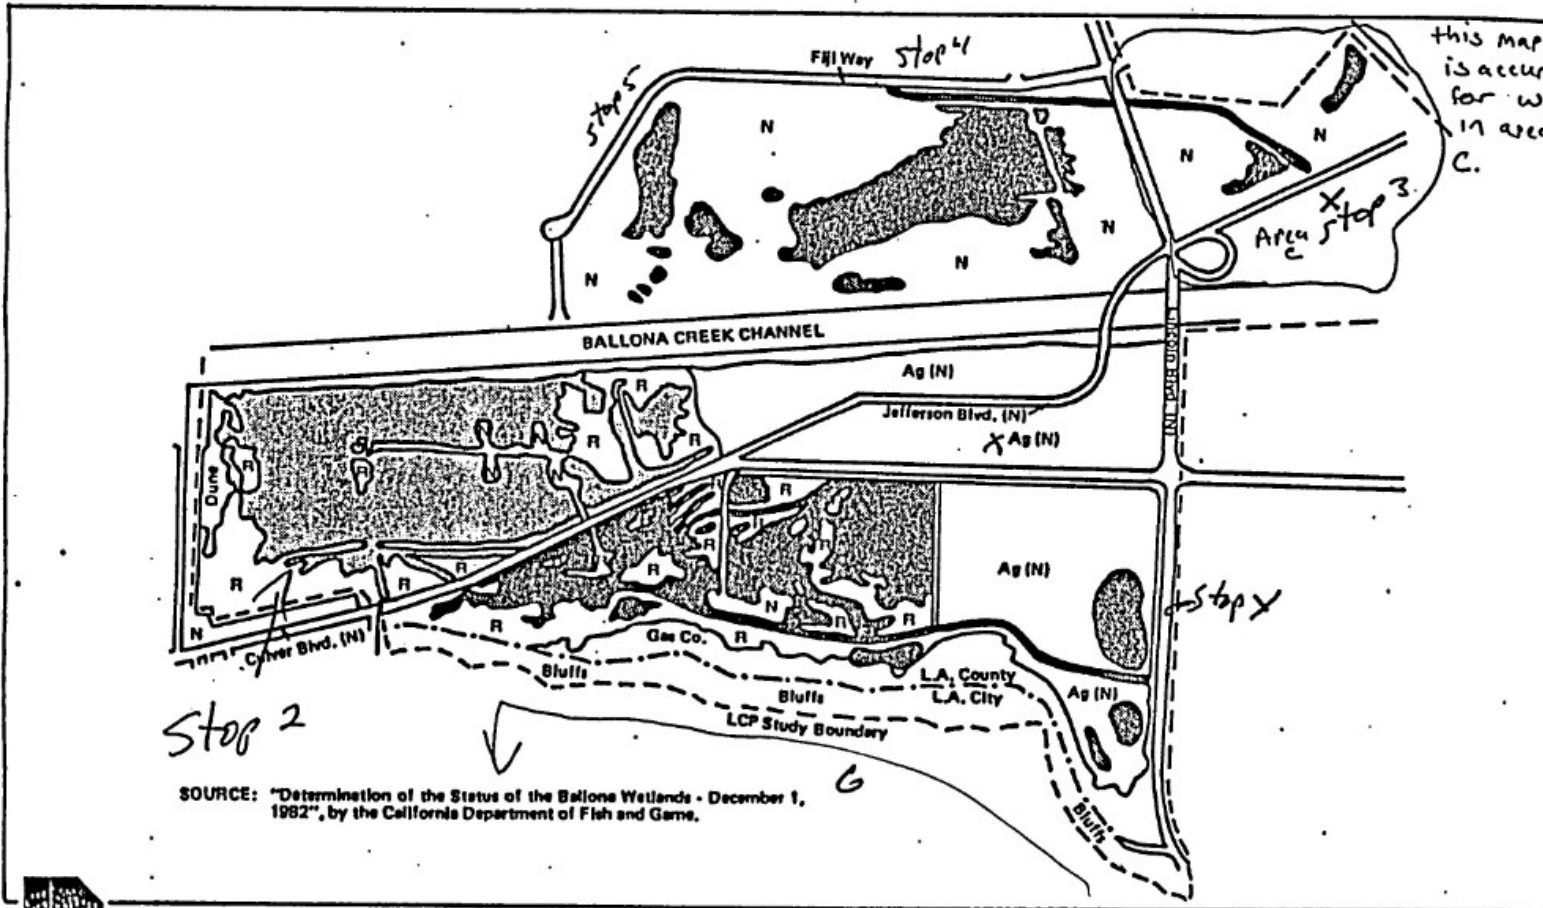 this map
is accur
for w
in area
C.
Fiji Way
Stop 4
Stop 5
N
N
N
N
X
Stop 3
Area
C
N
N
N
BALLONA CREEK CHANNEL
LINCOLN BL
Ag (N)
Jefferson Blvd. (N)
X Ag (N)
R
R
R
R
R
Dune
R
R
R
R
R
R
R
N
R
R
Ag (N)
Stop X
N
Culver Blvd. (N)
R
Gas Co.
R
Bluffs
Bluffs
L.A. County
L.A. City
Ag (N)
LCP Study Boundary
Bluffs
Stop 2
G
SOURCE: "Determination of the Status of the Ballona Wetlands - December 1,
1982", by the California Department of Fish and Game.